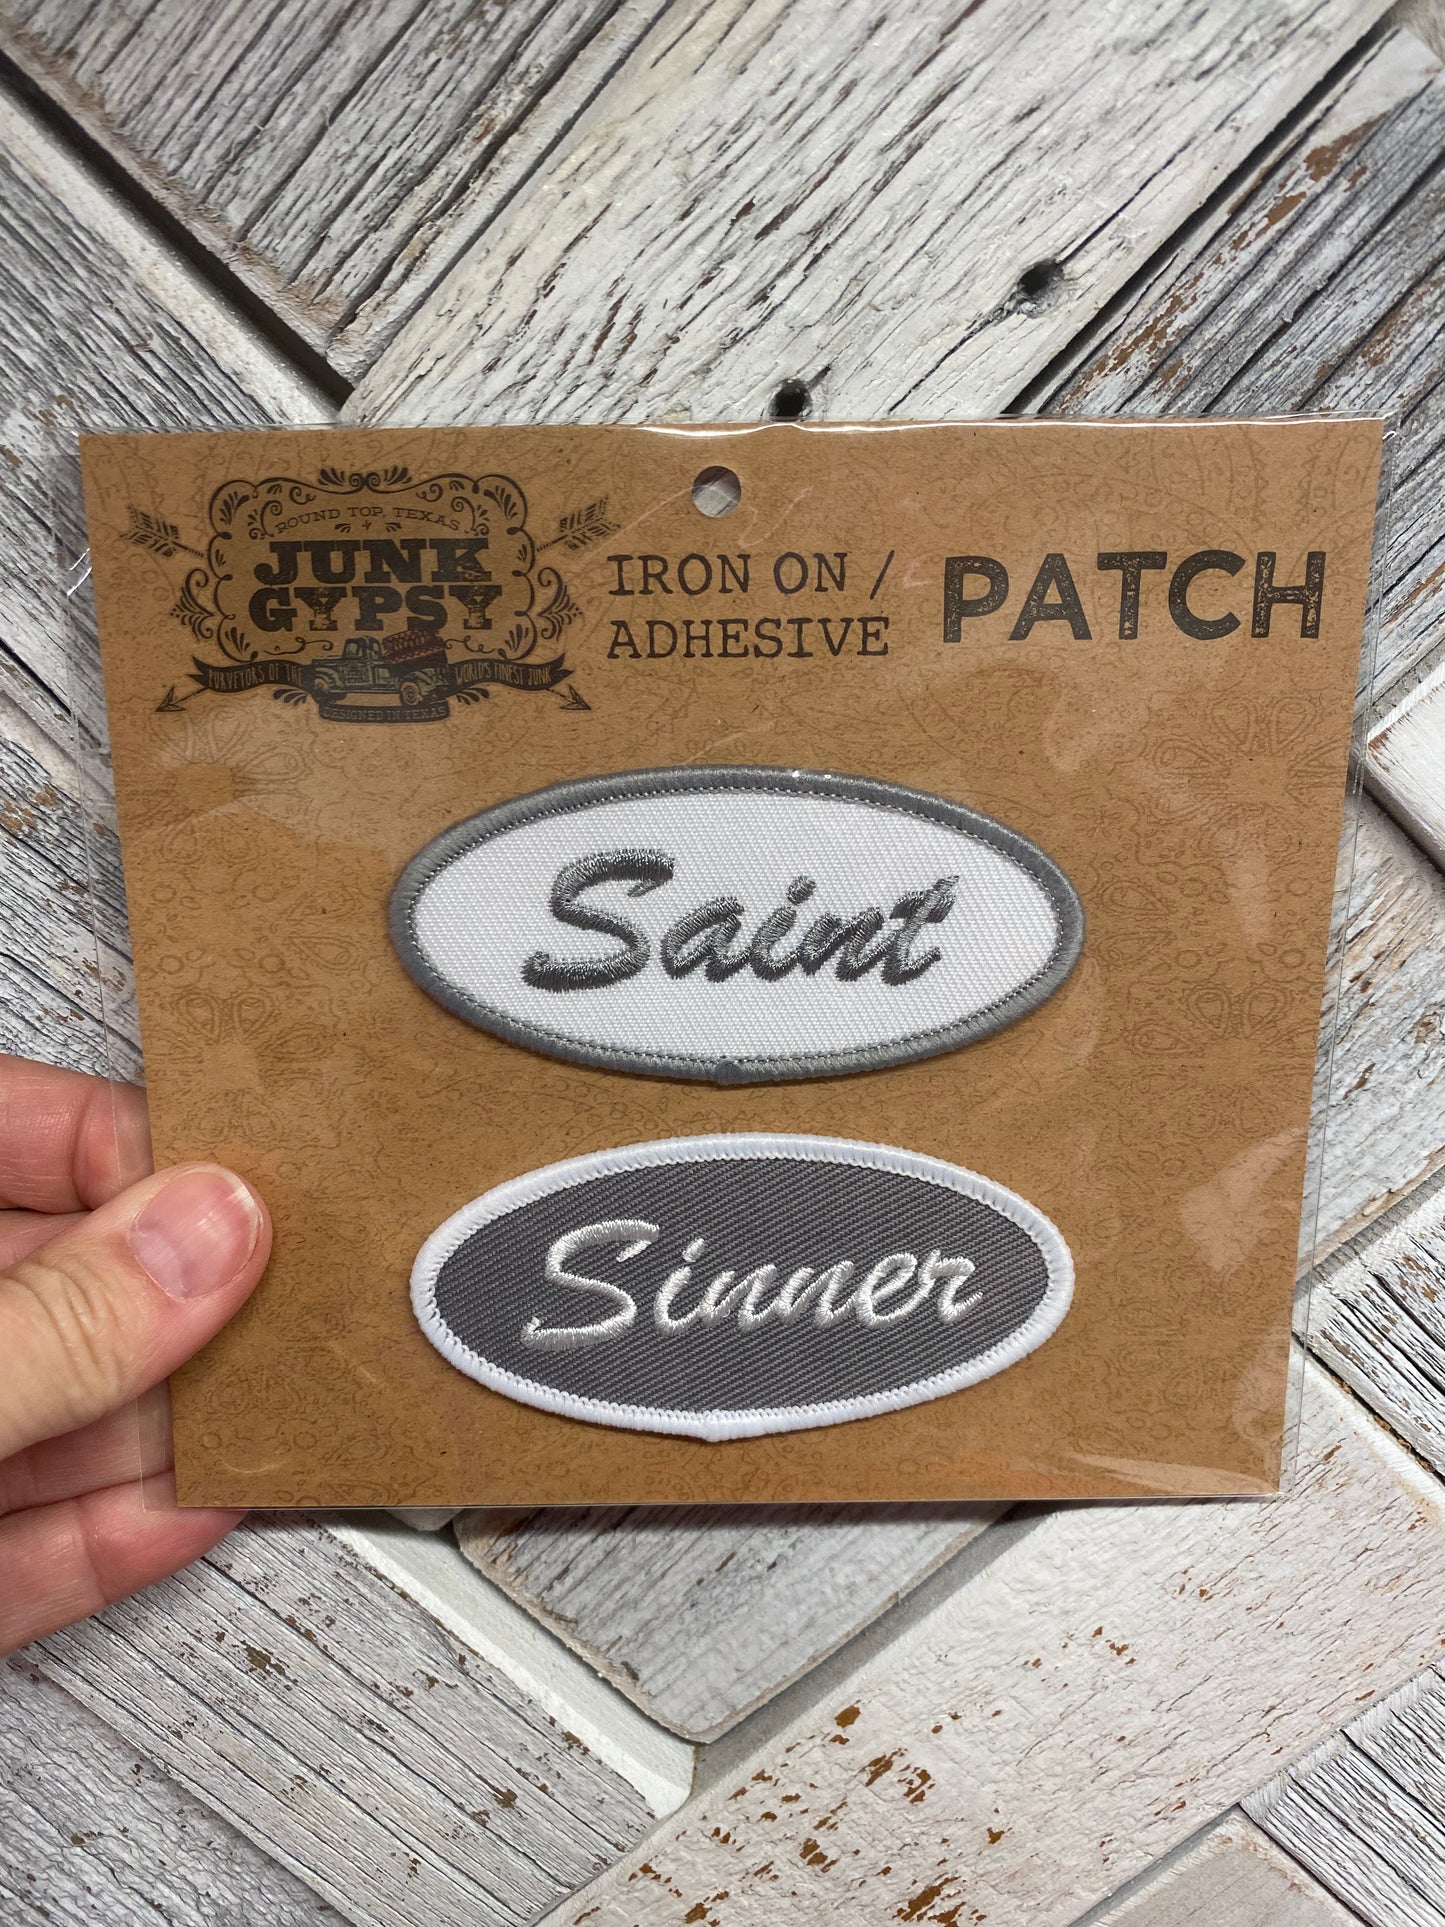 ROUND TOP, TEXAS
JUNK
GYPSY
PURVEYORS OF THE WORLD'S FINEST JUNK
DESIGNED IN TEXAS
IRON ON /
ADHESIVE
PATCH
Saint
Sinner